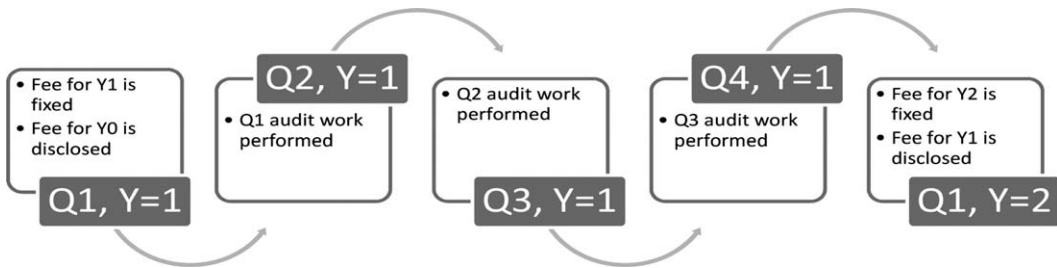 • Fee for Y1 is
fixed
• Fee for Y0 is
disclosed
Q1, Y=1
Q2, Y=1
• Q1 audit work
performed
• Q2 audit work
performed
Q3, Y=1
Q4, Y=1
• Q3 audit work
performed
• Fee for Y2 is
fixed
• Fee for Y1 is
disclosed
Q1, Y=2